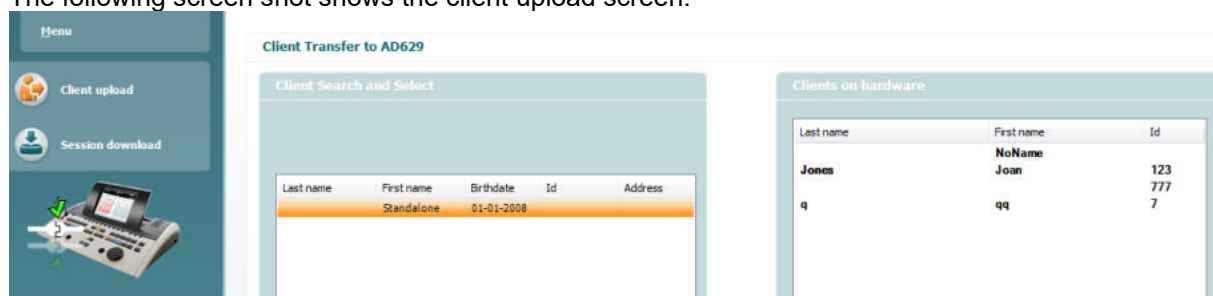 The following screen shot shows the client upload screen:
Menu
Client upload
Session download
Client Transfer to AD629
Client Search and Select
Last name First name Birthdate Id Address
Standalone 01-01-2008
Clients on hardware
Last name First name Id
NoName
Jones Joan 123
777
q qq 7